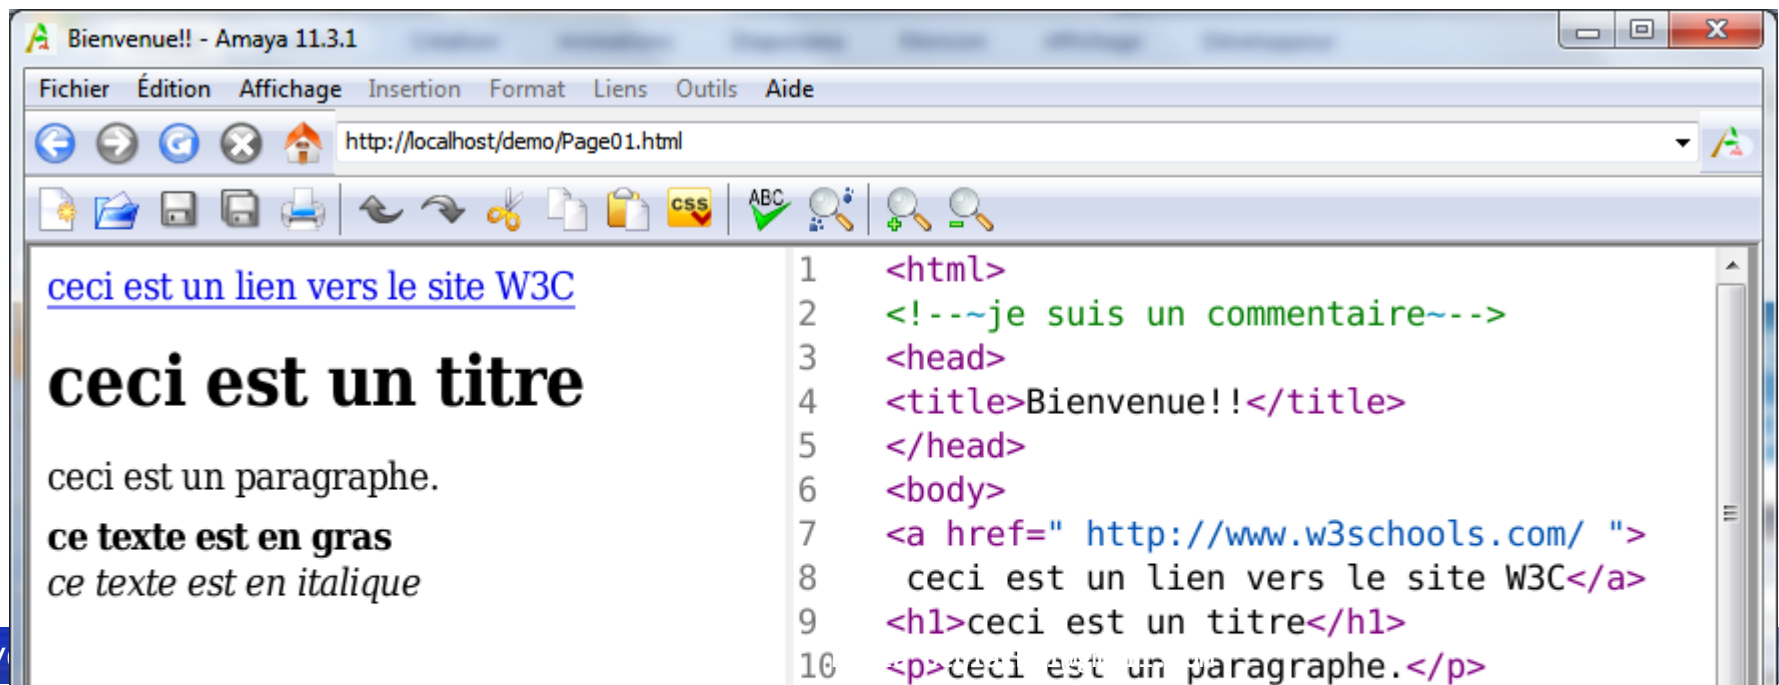 Bienvenue!! - Amaya 11.3.1
Fichier Édition Affichage Insertion Format Liens Outils Aide
http://localhost/demo/Page01.html
css ABC
ceci est un lien vers le site W3C
ceci est un titre
ceci est un paragraphe.
ce texte est en gras
ce texte est en italique
1 <html>
2 <!--~je suis un commentaire~-->
3 <head>
4 <title>Bienvenue!!</title>
5 </head>
6 <body>
7 <a href=" http://www.w3schools.com/ ">
8 ceci est un lien vers le site W3C</a>
9 <h1>ceci est un titre</h1>
10 <p>ceci est un paragraphe.</p>